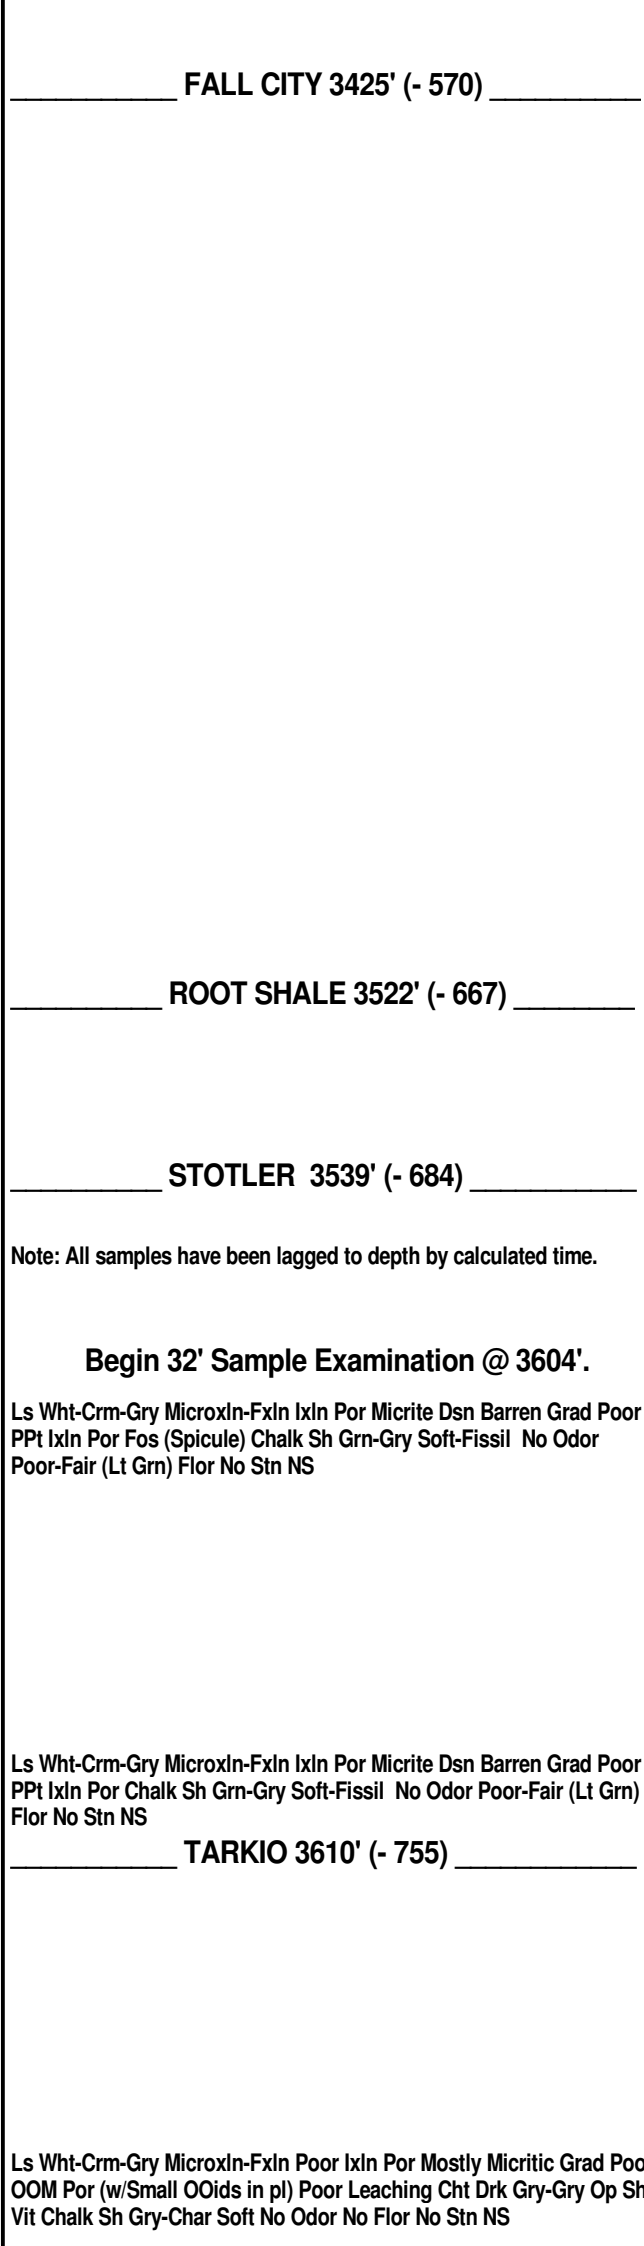 ___________ FALL CITY 3425' (- 570) __________
__________ ROOT SHALE 3522' (- 667) ________
__________ STOTLER  3539' (- 684) ___________
Note: All samples have been lagged to depth by calculated time.
Begin 32' Sample Examination @ 3604'.
Ls Wht-Crm-Gry Microxln-Fxln Ixln Por Micrite Dsn Barren Grad Poor
PPt Ixln Por Fos (Spicule) Chalk Sh Grn-Gry Soft-Fissil  No Odor
Poor-Fair (Lt Grn) Flor No Stn NS
Ls Wht-Crm-Gry Microxln-Fxln Ixln Por Micrite Dsn Barren Grad Poor
PPt Ixln Por Chalk Sh Grn-Gry Soft-Fissil  No Odor Poor-Fair (Lt Grn)
Flor No Stn NS
___________ TARKIO 3610' (- 755) ____________
Ls Wht-Crm-Gry Microxln-Fxln Poor Ixln Por Mostly Micritic Grad Poo
OOM Por (w/Small OOids in pl) Poor Leaching Cht Drk Gry-Gry Op Sh
Vit Chalk Sh Gry-Char Soft No Odor No Flor No Stn NS